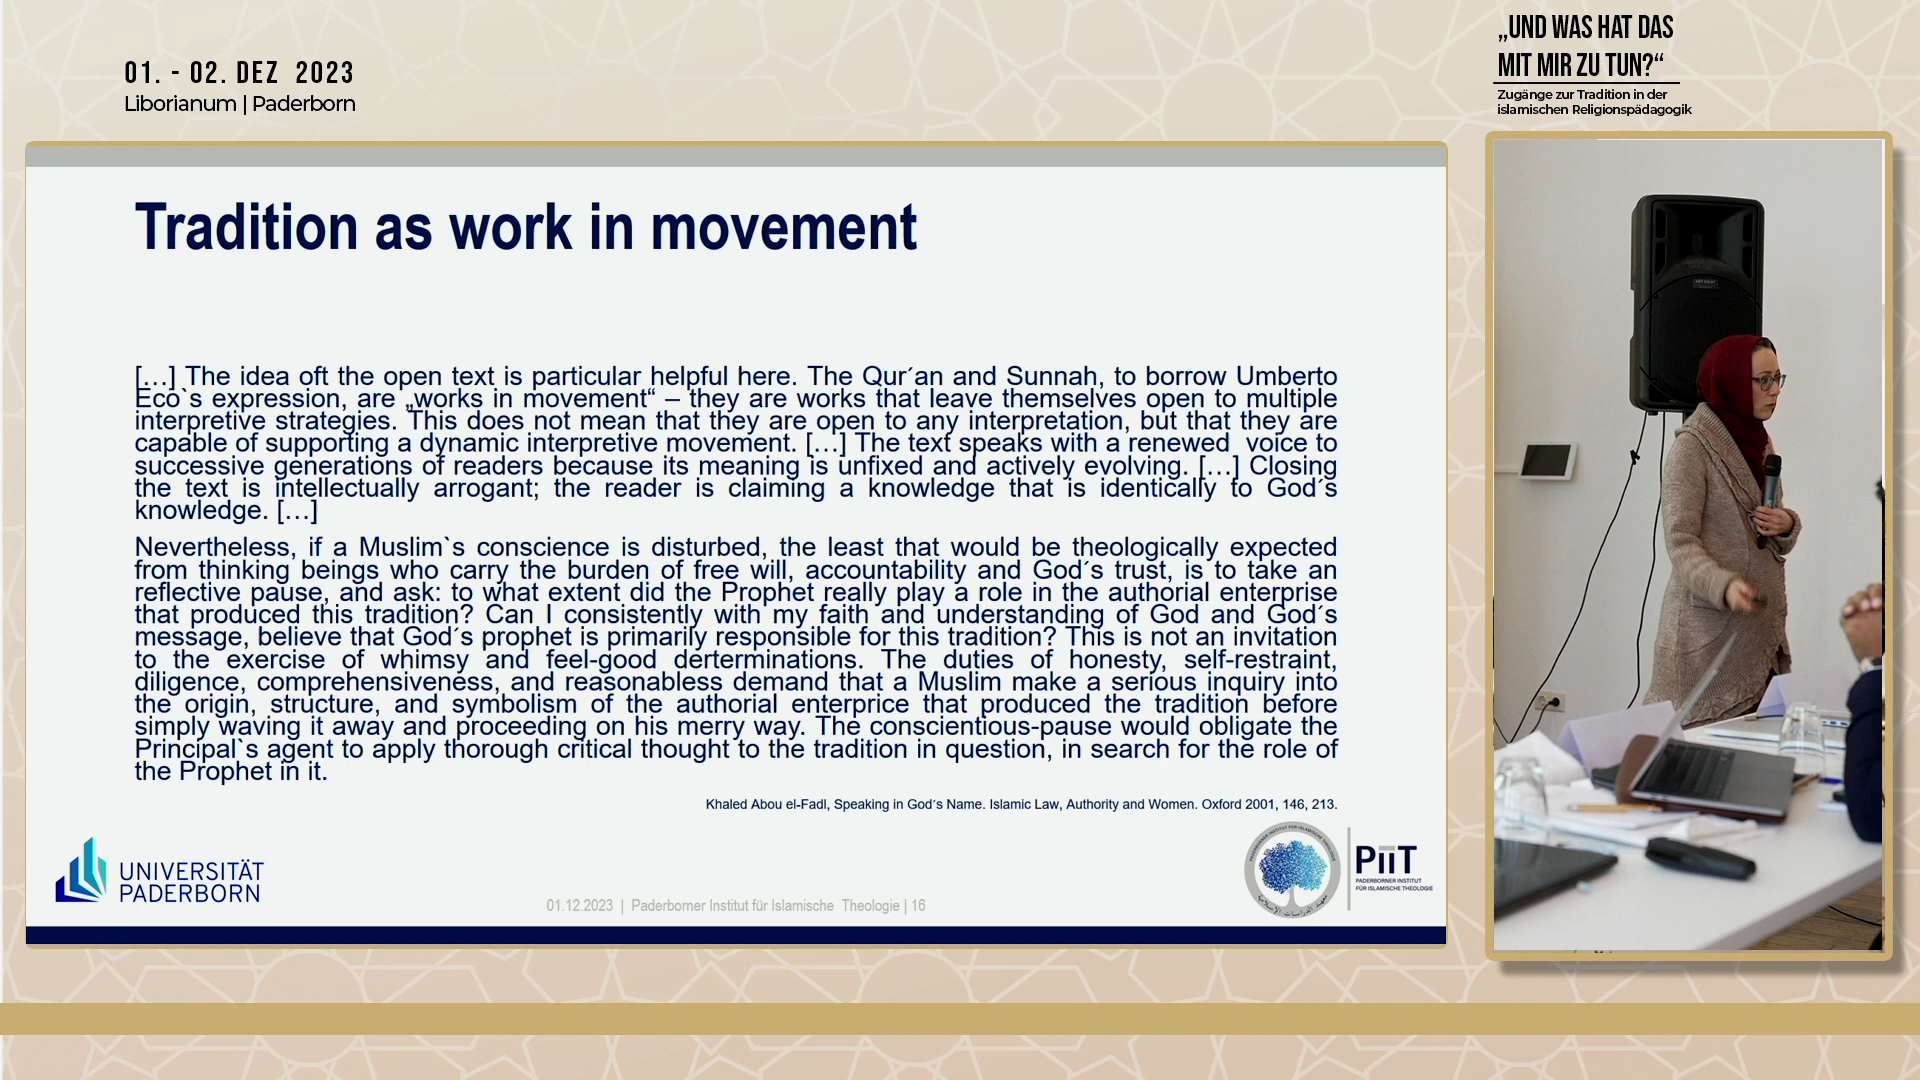 01. - 02. DEZ 2023
Liborianum | Paderborn
„UND WAS HAT DAS
MIT MIR ZU TUN?“
Zugänge zur Tradition in der
islamischen Religionspädagogik
Tradition as work in movement
[…] The idea oft the open text is particular helpful here. The Qur´an and Sunnah, to borrow Umberto
Eco`s expression, are „works in movement“ – they are works that leave themselves open to multiple
interpretive strategies. This does not mean that they are open to any interpretation, but that they are
capable of supporting a dynamic interpretive movement. […] The text speaks with a renewed voice to
successive generations of readers because its meaning is unfixed and actively evolving. […] Closing
the text is intellectually arrogant; the reader is claiming a knowledge that is identically to God´s
knowledge. […]
Nevertheless, if a Muslim`s conscience is disturbed, the least that would be theologically expected
from thinking beings who carry the burden of free will, accountability and God´s trust, is to take an
reflective pause, and ask: to what extent did the Prophet really play a role in the authorial enterprise
that produced this tradition? Can I consistently with my faith and understanding of God and God´s
message, believe that God´s prophet is primarily responsible for this tradition? This is not an invitation
to the exercise of whimsy and feel-good derterminations. The duties of honesty, self-restraint,
diligence, comprehensiveness, and reasonabless demand that a Muslim make a serious inquiry into
the origin, structure, and symbolism of the authorial enterprice that produced the tradition before
simply waving it away and proceeding on his merry way. The conscientious-pause would obligate the
Principal`s agent to apply thorough critical thought to the tradition in question, in search for the role of
the Prophet in it.
Khaled Abou el-Fadl, Speaking in God´s Name. Islamic Law, Authority and Women. Oxford 2001, 146, 213.
UNIVERSITÄT
PADERBORN
01.12.2023 | Paderborner Institut für Islamische Theologie | 16
PADERBORNER INSTITUT FÜR ISLAMISCHE THEOLOGIE
معهد الدراسات الإسلامية
PiiT
PADERBORNER INSTITUT
FÜR ISLAMISCHE THEOLOGIE